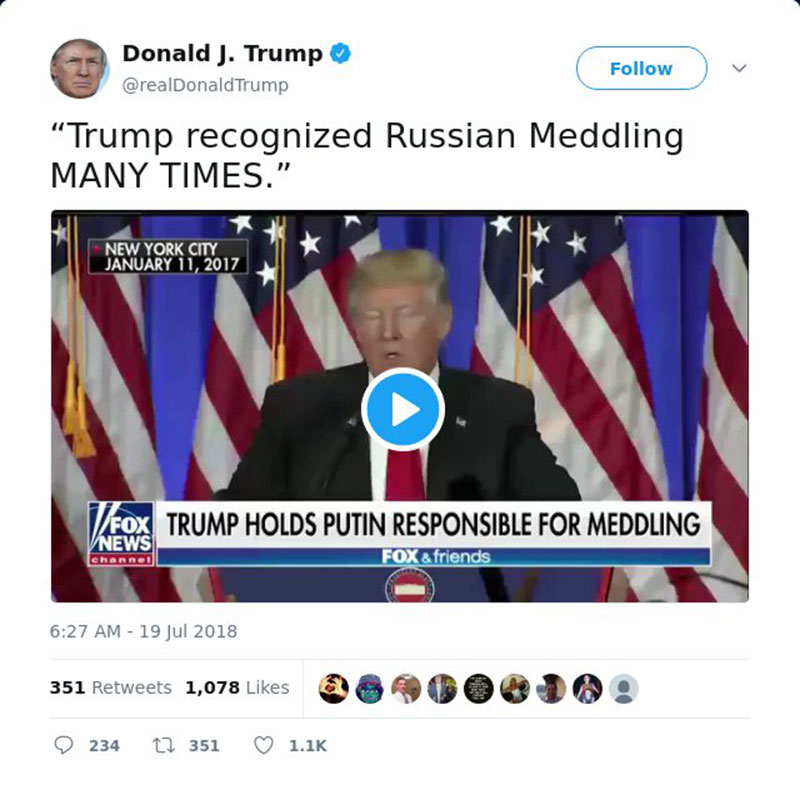 Donald J. Trump
@realDonaldTrump
Follow
“Trump recognized Russian Meddling
MANY TIMES.”
NEW YORK CITY
JANUARY 11, 2017
FOX
NEWS
channel
TRUMP HOLDS PUTIN RESPONSIBLE FOR MEDDLING
FOX & friends
6:27 AM - 19 Jul 2018
351 Retweets 1,078 Likes
234 351 1.1K